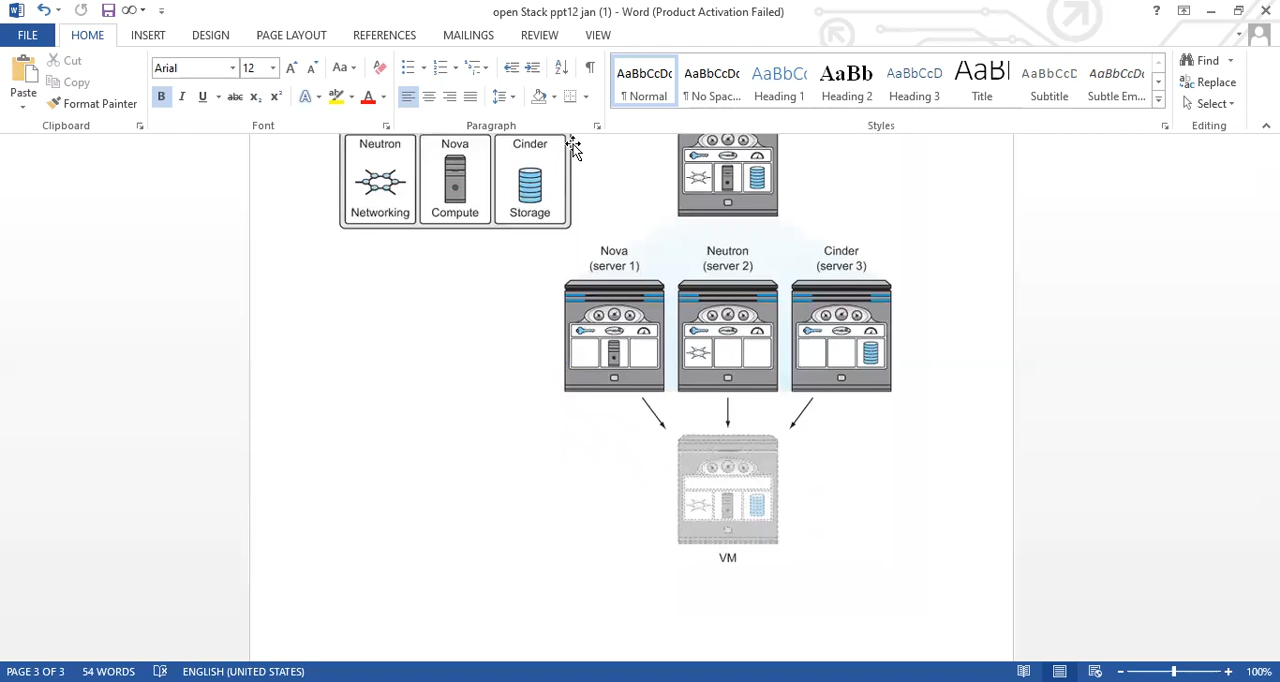 open Stack ppt12 jan (1) - Word (Product Activation Failed)
FILE HOME INSERT DESIGN PAGE LAYOUT REFERENCES MAILINGS REVIEW VIEW
Paste
Cut
Copy
Format Painter
Clipboard
Arial 12
Font
Paragraph
AaBbCcDc AaBbCcDc AaBbCc AaBb AaBbCcD AaBl AaBbCcD AaBbCcDc
¶ Normal ¶ No Spac... Heading 1 Heading 2 Heading 3 Title Subtitle Subtle Em...
Styles
Find
Replace
Select
Editing
Neutron
Networking
Nova
Compute
Cinder
Storage
Nova
(server 1)
Neutron
(server 2)
Cinder
(server 3)
VM
PAGE 3 OF 3 54 WORDS ENGLISH (UNITED STATES) 100%